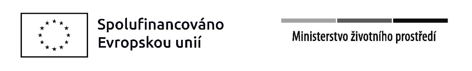 Spolufinancováno
Evropskou unií
Ministerstvo životního prostředí